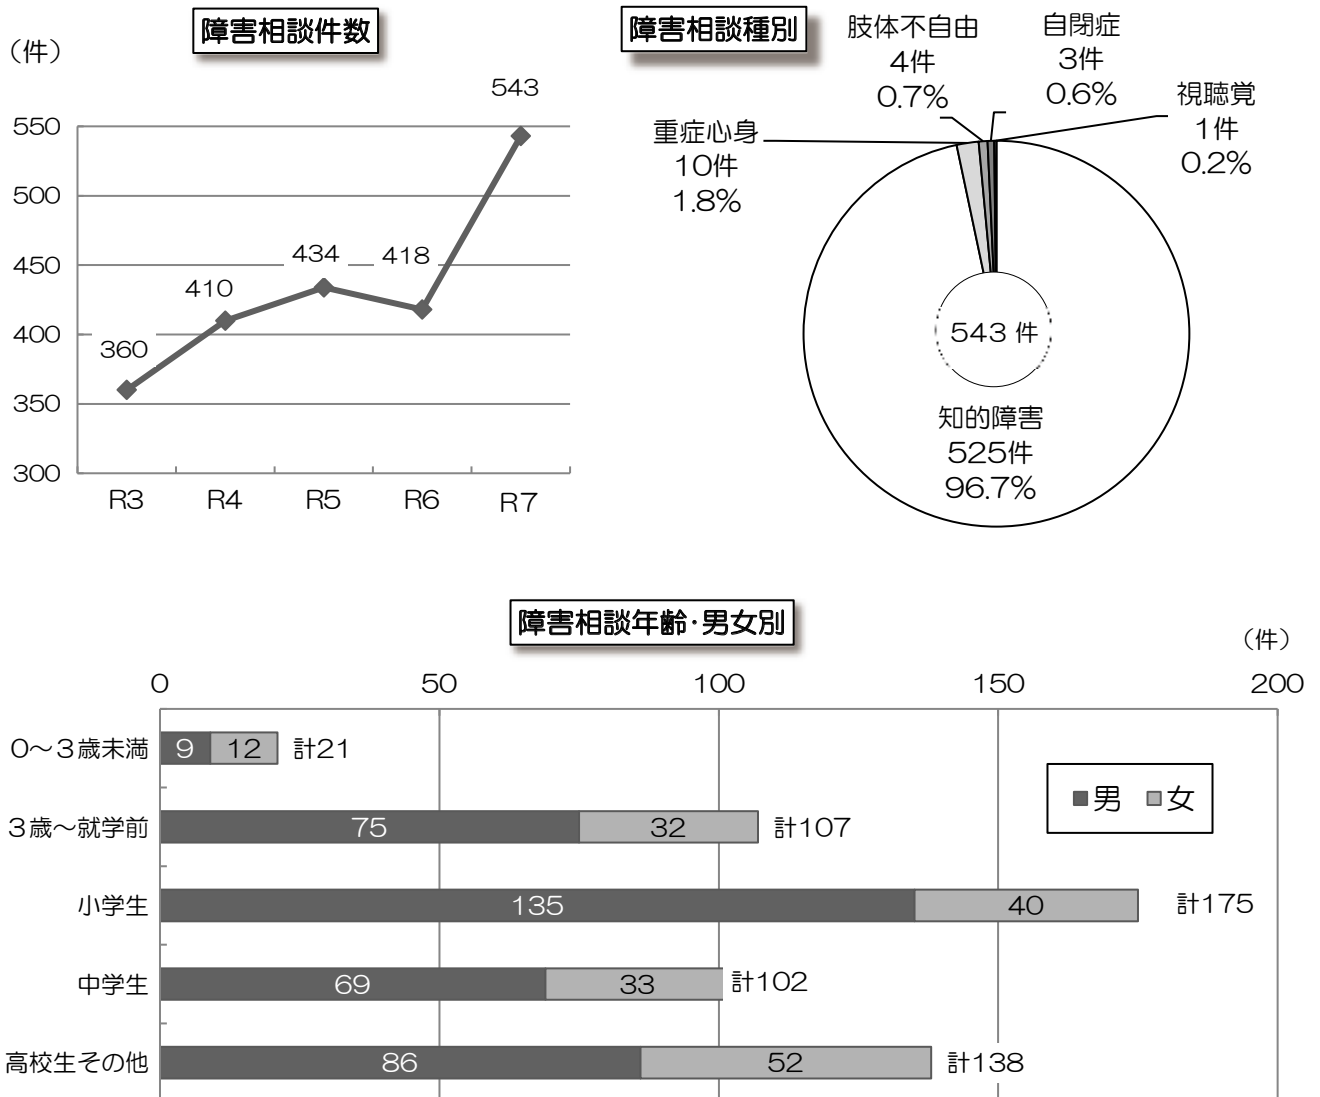 障害相談件数
（件）
550
500
450
400
350
300
360
410
434
418
543
R3
R4
R5
R6
R7
障害相談種別
重症心身
10件
1.8%
肢体不自由
4件
0.7%
自閉症
3件
0.6%
視聴覚
1件
0.2%
543 件
知的障害
525件
96.7%
障害相談年齢・男女別
（件）
0 50 100 150 200
0～3歳未満 9 12 計21
3歳～就学前 75 32 計107
小学生 135 40 計175
中学生 69 33 計102
高校生その他 86 52 計138
■男 ■女